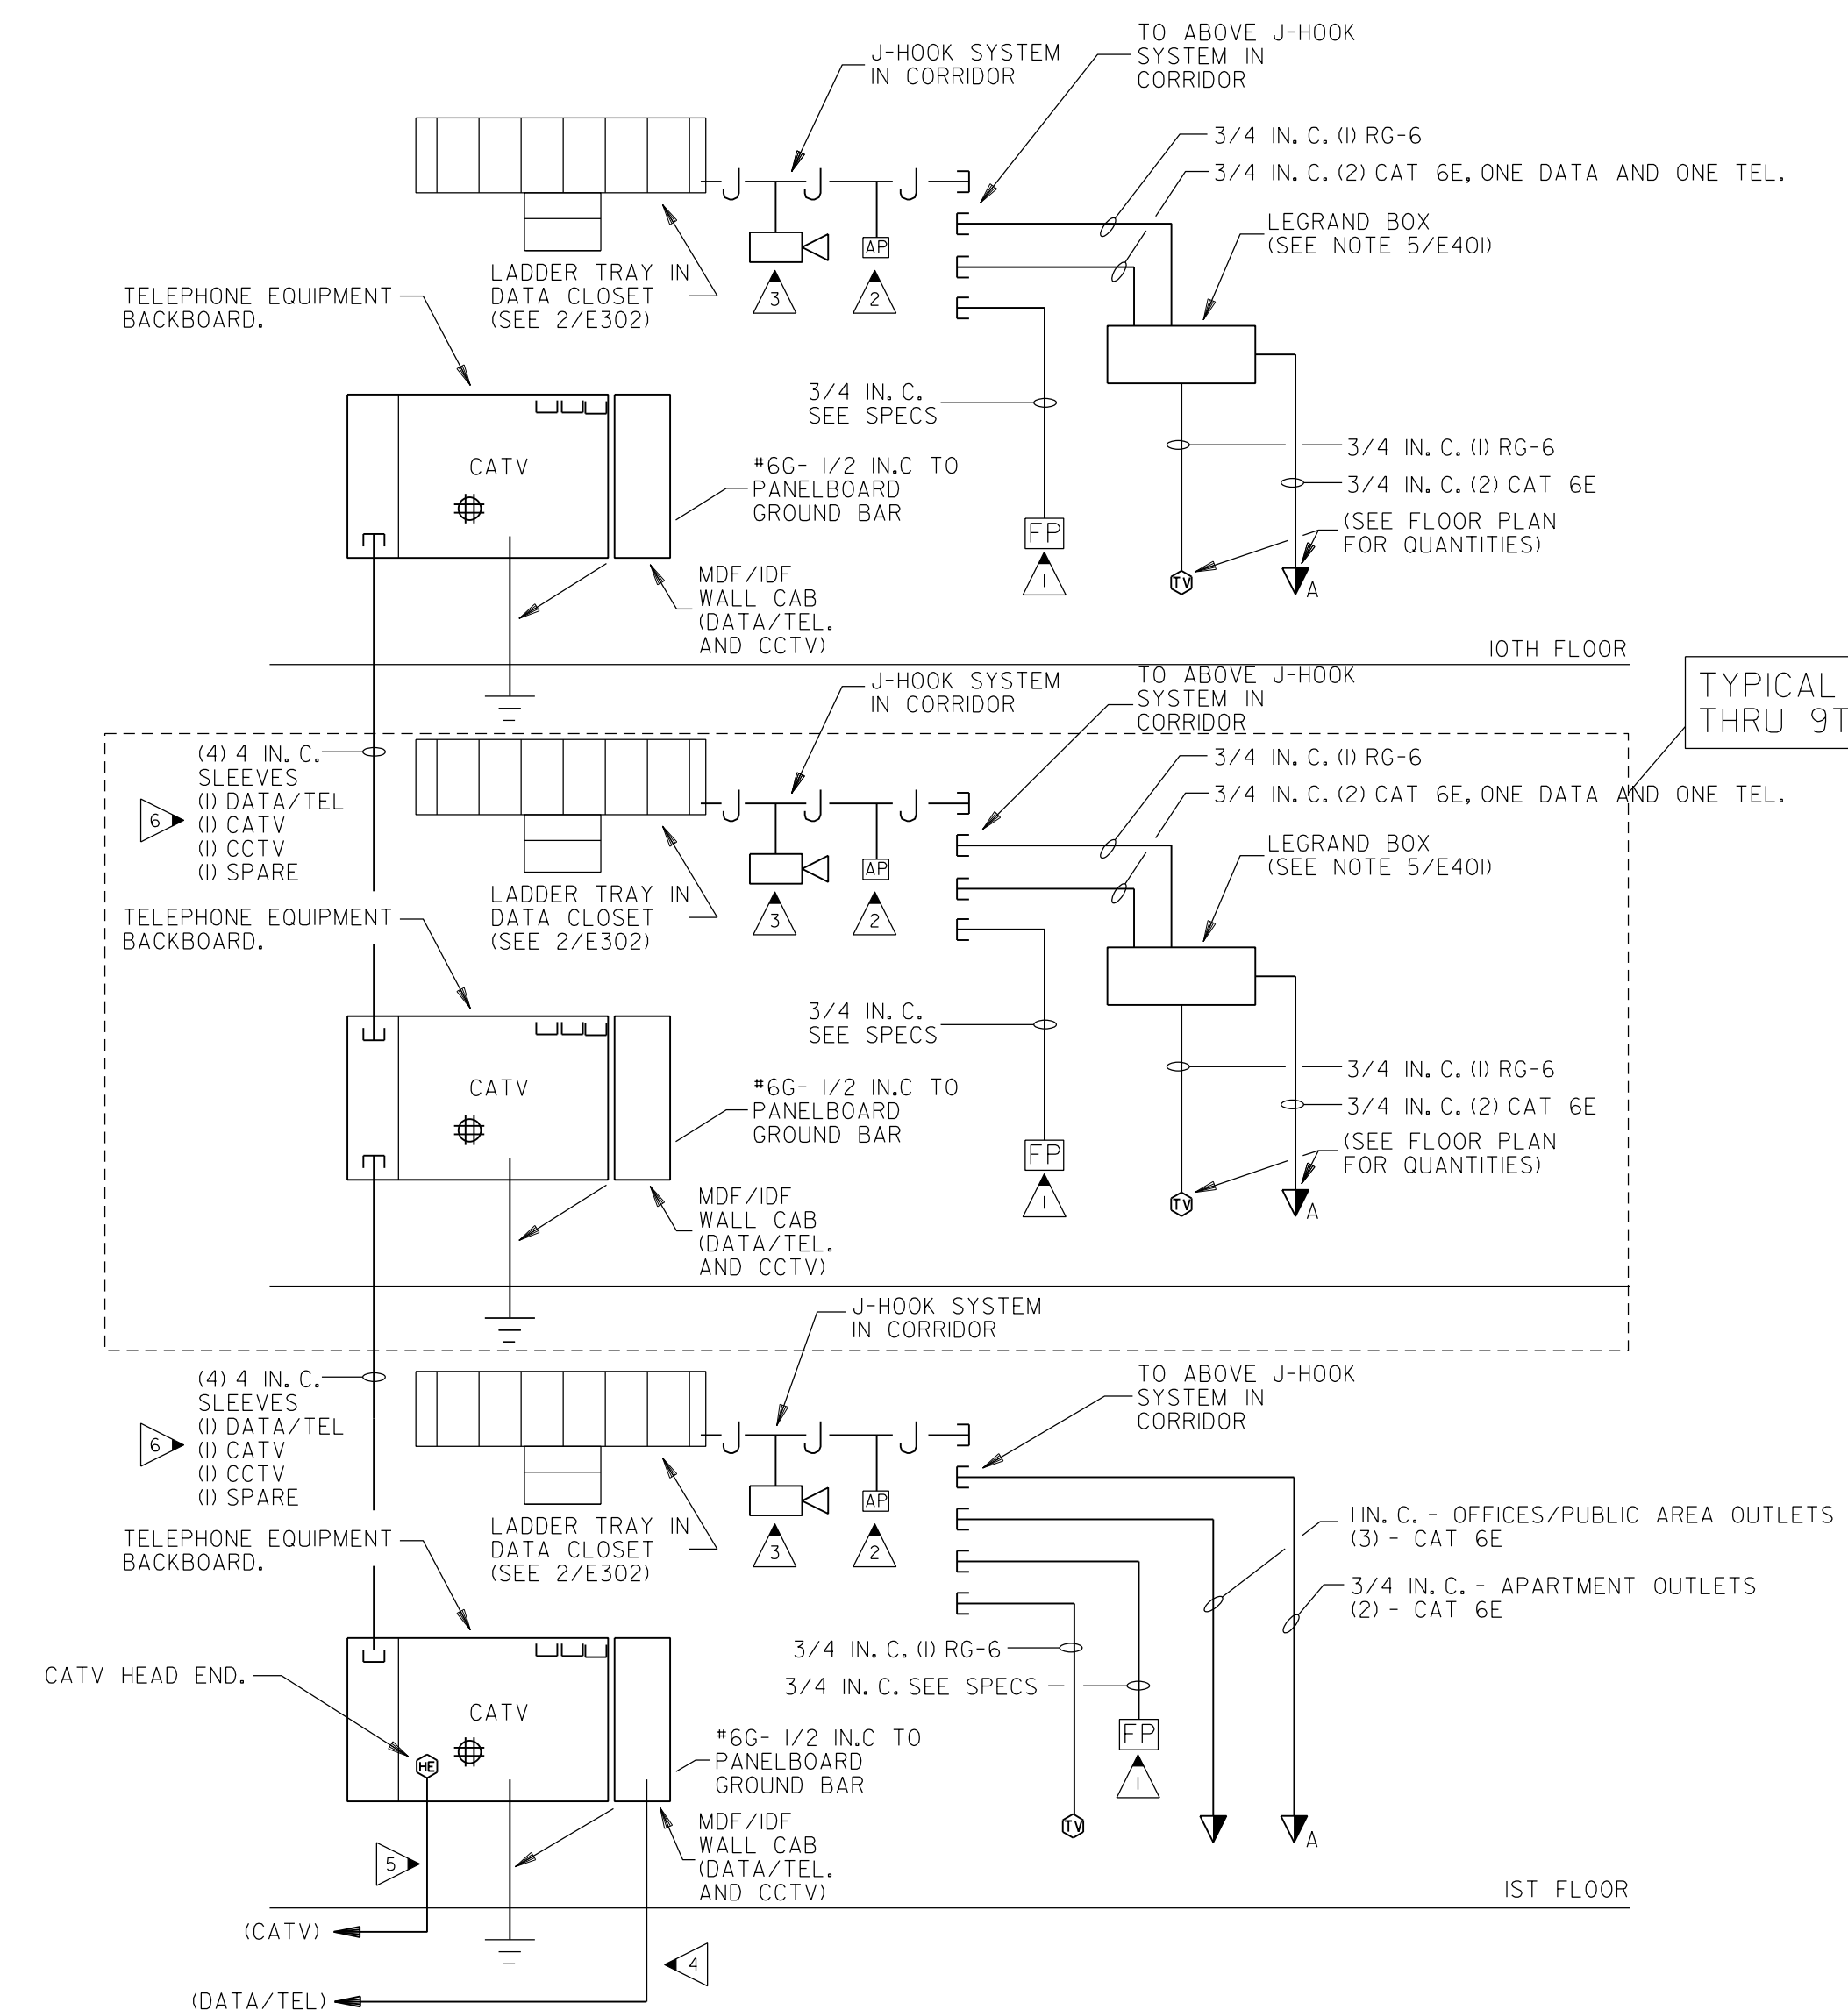 J-HOOK SYSTEM
IN CORRIDOR
TO ABOVE J-HOOK
SYSTEM IN
CORRIDOR
3/4 IN. C. (1) RG-6
3/4 IN. C. (2) CAT 6E, ONE DATA AND ONE TEL.
LEGRAND BOX
(SEE NOTE 5/E401)
AP
3
2
LADDER TRAY IN
DATA CLOSET
(SEE 2/E302)
TELEPHONE EQUIPMENT
BACKBOARD.
3/4 IN. C.
SEE SPECS
CATV
#6G- 1/2 IN.C TO
PANELBOARD
GROUND BAR
3/4 IN. C. (1) RG-6
3/4 IN. C. (2) CAT 6E
(SEE FLOOR PLAN
FOR QUANTITIES)
FP
1
TV
A
MDF/IDF
WALL CAB
(DATA/TEL.
AND CCTV)
10TH FLOOR
TYPICAL
THRU 9T
J-HOOK SYSTEM
IN CORRIDOR
TO ABOVE J-HOOK
SYSTEM IN
CORRIDOR
(4) 4 IN. C.
SLEEVES
(1) DATA/TEL
(1) CATV
(1) CCTV
(1) SPARE
6
3/4 IN. C. (1) RG-6
3/4 IN. C. (2) CAT 6E, ONE DATA AND ONE TEL.
LEGRAND BOX
(SEE NOTE 5/E401)
AP
3
2
LADDER TRAY IN
DATA CLOSET
(SEE 2/E302)
TELEPHONE EQUIPMENT
BACKBOARD.
3/4 IN. C.
SEE SPECS
CATV
#6G- 1/2 IN.C TO
PANELBOARD
GROUND BAR
3/4 IN. C. (1) RG-6
3/4 IN. C. (2) CAT 6E
(SEE FLOOR PLAN
FOR QUANTITIES)
FP
1
TV
A
MDF/IDF
WALL CAB
(DATA/TEL.
AND CCTV)
J-HOOK SYSTEM
IN CORRIDOR
TO ABOVE J-HOOK
SYSTEM IN
CORRIDOR
(4) 4 IN. C.
SLEEVES
(1) DATA/TEL
(1) CATV
(1) CCTV
(1) SPARE
6
AP
3
2
LADDER TRAY IN
DATA CLOSET
(SEE 2/E302)
TELEPHONE EQUIPMENT
BACKBOARD.
1 IN. C. - OFFICES/PUBLIC AREA OUTLETS
(3) - CAT 6E
3/4 IN. C. - APARTMENT OUTLETS
(2) - CAT 6E
3/4 IN. C. (1) RG-6
3/4 IN. C. SEE SPECS
CATV HEAD END.
CATV
HE
#6G- 1/2 IN.C TO
PANELBOARD
GROUND BAR
FP
1
TV
A
MDF/IDF
WALL CAB
(DATA/TEL.
AND CCTV)
5
1ST FLOOR
(CATV)
4
(DATA/TEL)